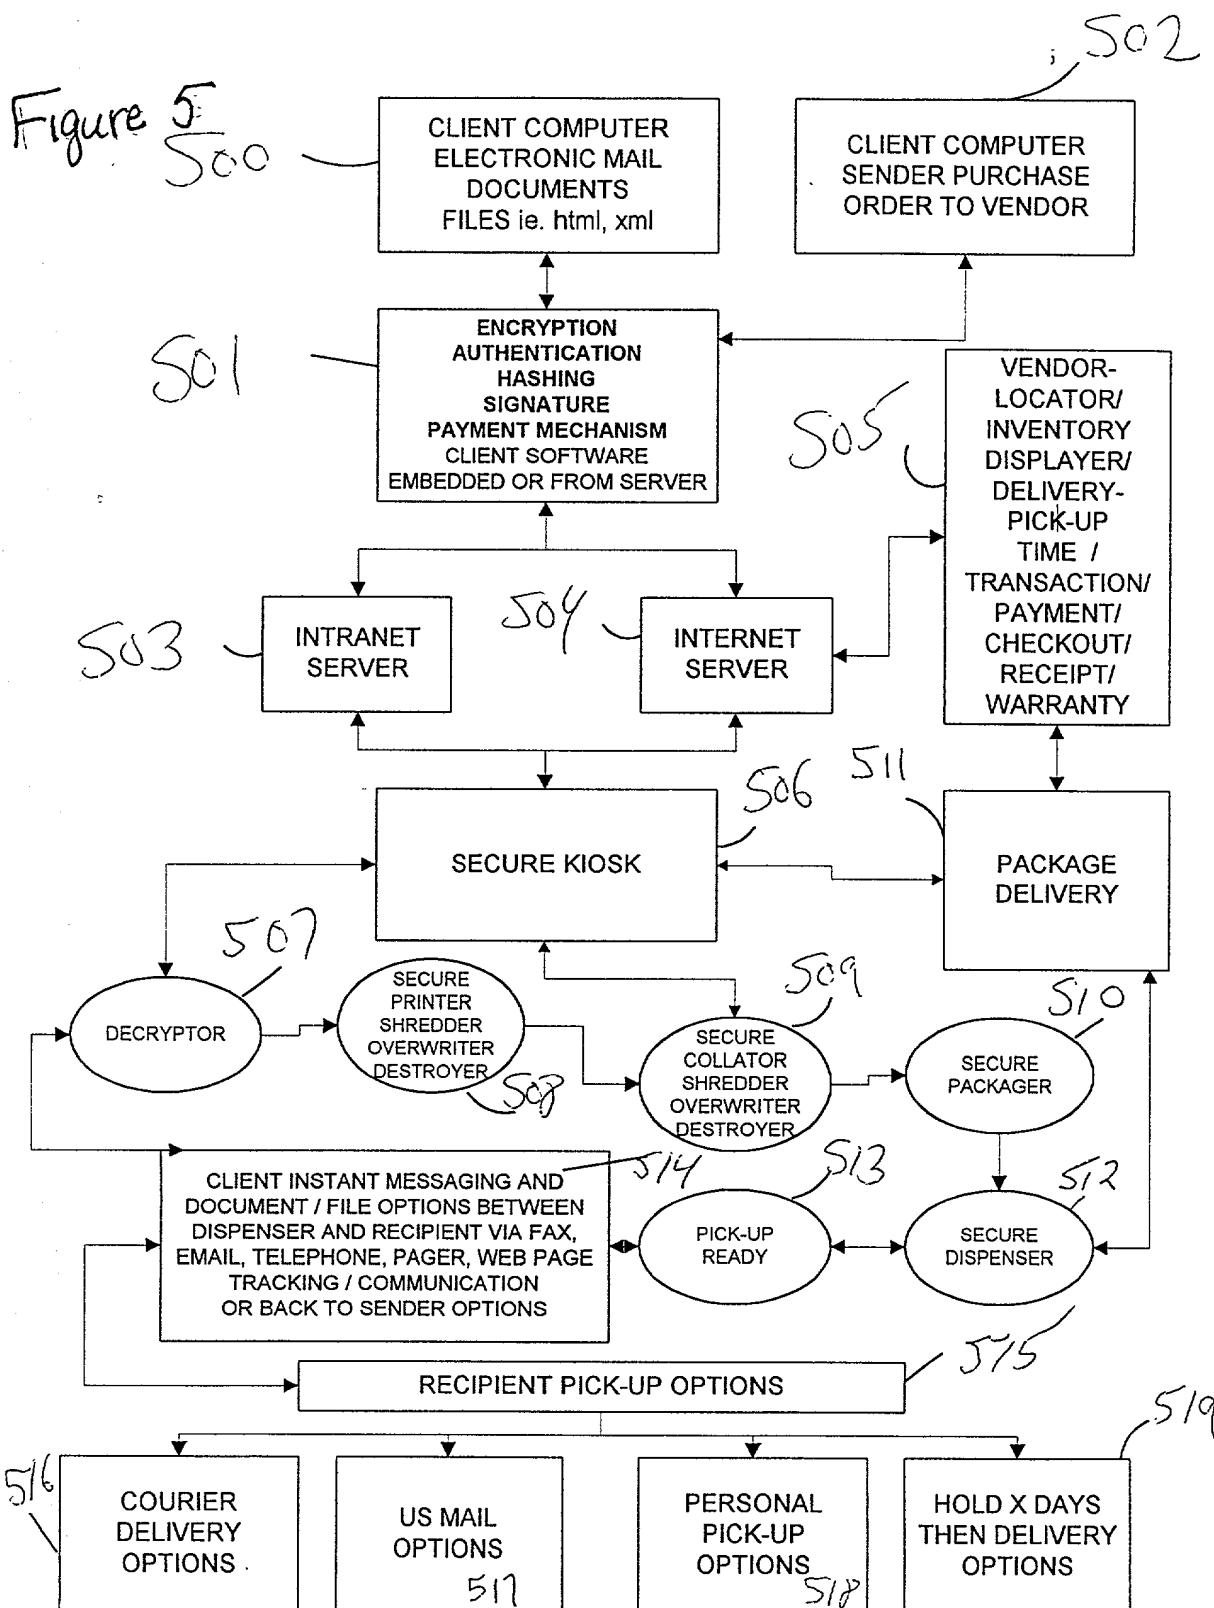 502
Figure 5
500
CLIENT COMPUTER
ELECTRONIC MAIL
DOCUMENTS
FILES ie. html, xml
CLIENT COMPUTER
SENDER PURCHASE
ORDER TO VENDOR
501
ENCRYPTION
AUTHENTICATION
HASHING
SIGNATURE
PAYMENT MECHANISM
CLIENT SOFTWARE
EMBEDDED OR FROM SERVER
505
VENDOR-
LOCATOR/
INVENTORY
DISPLAYER/
DELIVERY-
PICK-UP
TIME /
TRANSACTION/
PAYMENT/
CHECKOUT/
RECEIPT/
WARRANTY
503
INTRANET
SERVER
504
INTERNET
SERVER
506
SECURE KIOSK
511
PACKAGE
DELIVERY
507
DECRYPTOR
SECURE
PRINTER
SHREDDER
OVERWRITER
DESTROYER
508
509
SECURE
COLLATOR
SHREDDER
OVERWRITER
DESTROYER
510
SECURE
PACKAGER
514
CLIENT INSTANT MESSAGING AND
DOCUMENT / FILE OPTIONS BETWEEN
DISPENSER AND RECIPIENT VIA FAX,
EMAIL, TELEPHONE, PAGER, WEB PAGE
TRACKING / COMMUNICATION
OR BACK TO SENDER OPTIONS
513
PICK-UP
READY
512
SECURE
DISPENSER
515
RECIPIENT PICK-UP OPTIONS
516
COURIER
DELIVERY
OPTIONS
US MAIL
OPTIONS
517
PERSONAL
PICK-UP
OPTIONS
518
519
HOLD X DAYS
THEN DELIVERY
OPTIONS